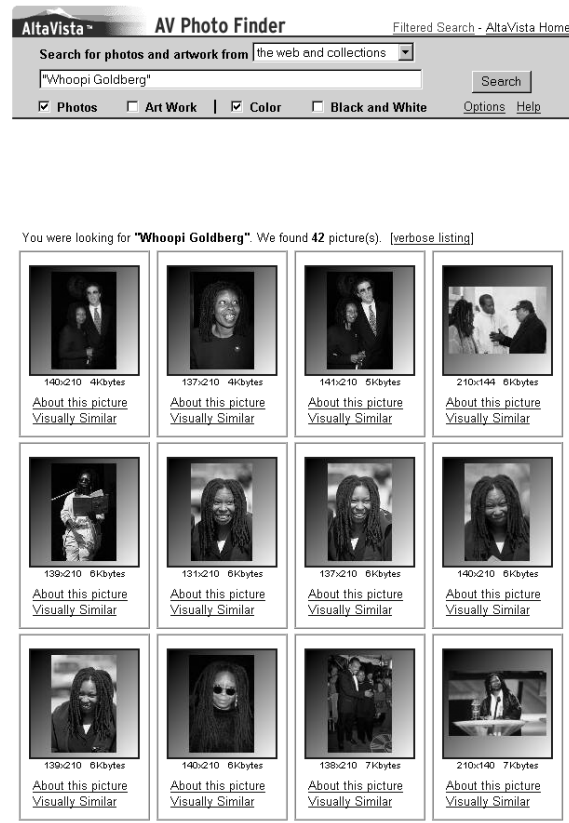 AltaVista™ AV Photo Finder Filtered Search - AltaVista Home
Search for photos and artwork from the web and collections
"Whoopi Goldberg" Search
Photos Art Work | Color Black and White Options Help
You were looking for "Whoopi Goldberg". We found 42 picture(s). [verbose listing]
140x210 4Kbytes 137x210 4Kbytes 141x210 5Kbytes 210x144 6Kbytes
About this picture About this picture About this picture About this picture
Visually Similar Visually Similar Visually Similar Visually Similar
139x210 6Kbytes 131x210 6Kbytes 137x210 6Kbytes 140x210 6Kbytes
About this picture About this picture About this picture About this picture
Visually Similar Visually Similar Visually Similar Visually Similar
139x210 6Kbytes 140x210 6Kbytes 138x210 7Kbytes 210x140 7Kbytes
About this picture About this picture About this picture About this picture
Visually Similar Visually Similar Visually Similar Visually Similar